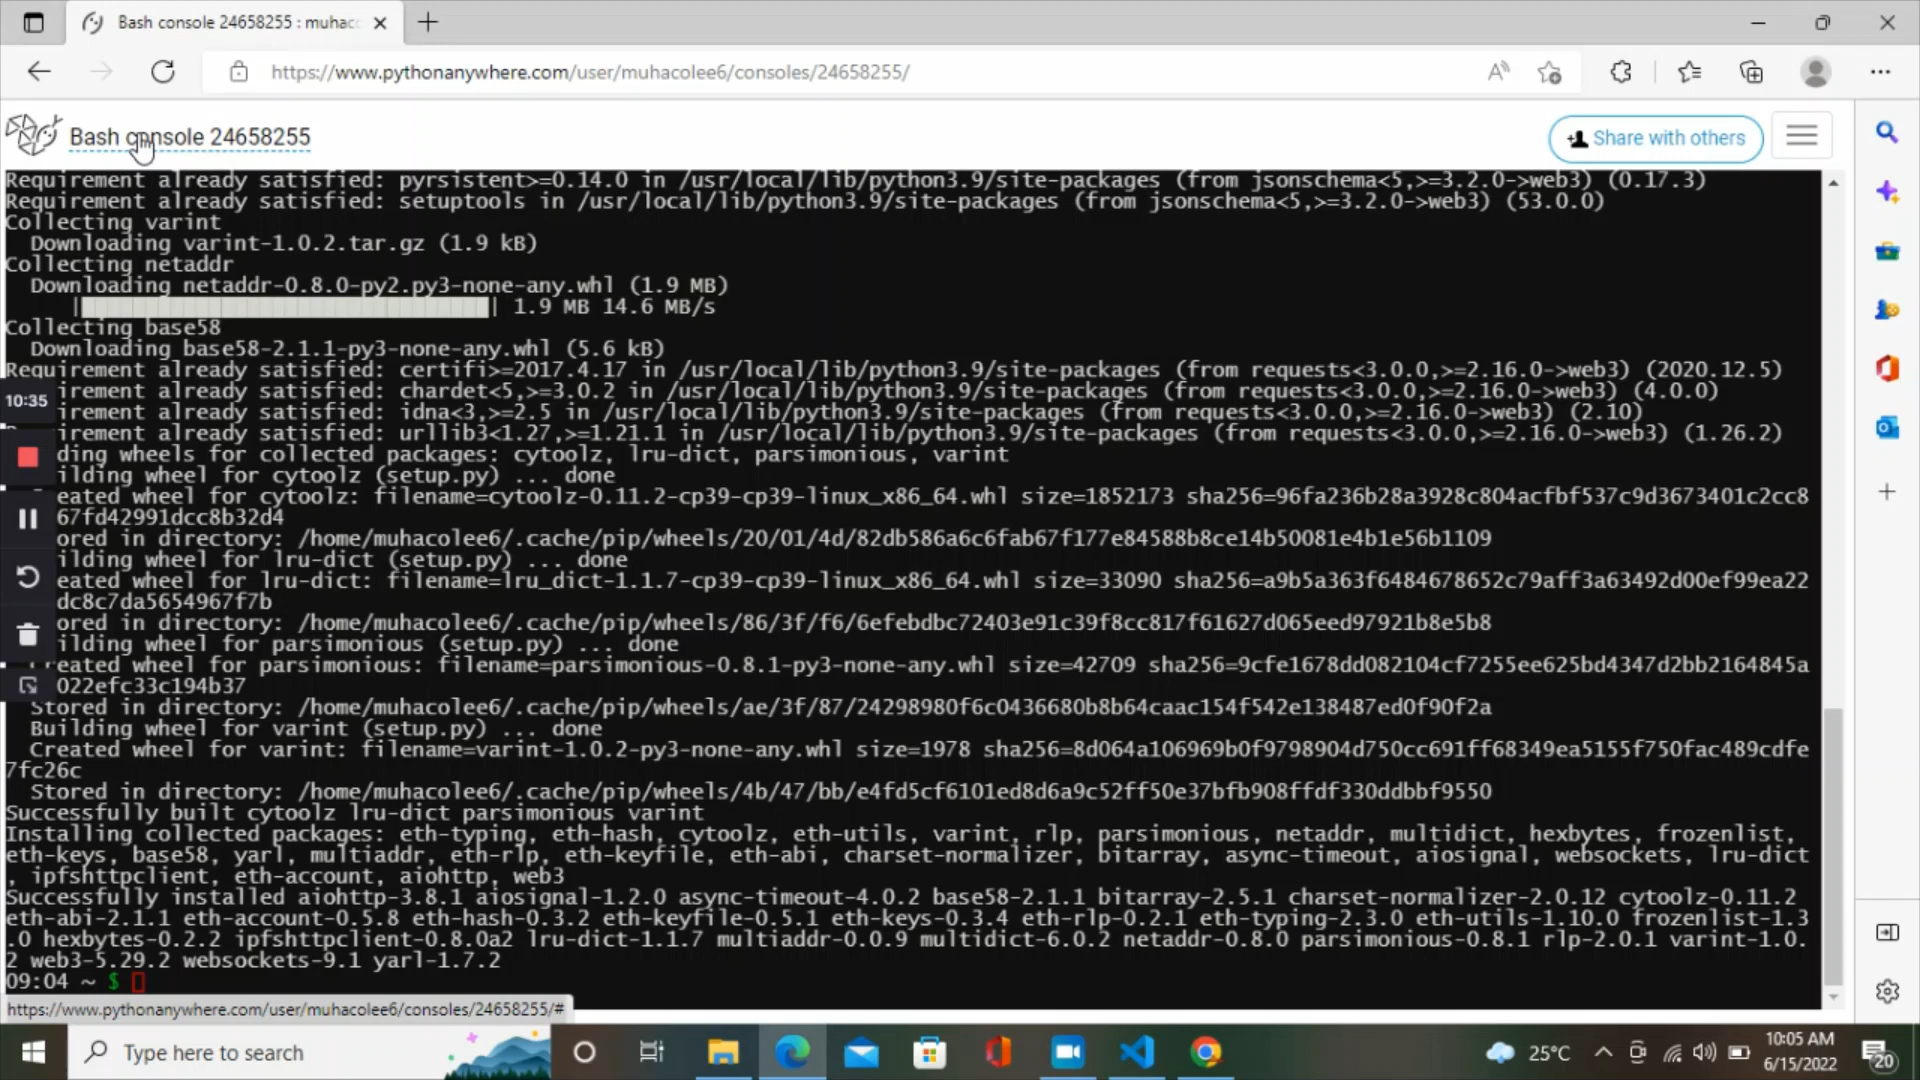 Bash console 24658255 : muhac
https://www.pythonanywhere.com/user/muhacolee6/consoles/24658255/
Bash console 24658255
Share with others
Requirement already satisfied: pyrsistent>=0.14.0 in /usr/local/lib/python3.9/site-packages (from jsonschema<5,>=3.2.0->web3) (0.17.3)
Requirement already satisfied: setuptools in /usr/local/lib/python3.9/site-packages (from jsonschema<5,>=3.2.0->web3) (53.0.0)
Collecting varint
Downloading varint-1.0.2.tar.gz (1.9 kB)
Collecting netaddr
Downloading netaddr-0.8.0-py2.py3-none-any.whl (1.9 MB)
| | 1.9 MB 14.6 MB/s
Collecting base58
Downloading base58-2.1.1-py3-none-any.whl (5.6 kB)
Requirement already satisfied: certifi>=2017.4.17 in /usr/local/lib/python3.9/site-packages (from requests<3.0.0,>=2.16.0->web3) (2020.12.5)
irement already satisfied: chardet<5,>=3.0.2 in /usr/local/lib/python3.9/site-packages (from requests<3.0.0,>=2.16.0->web3) (4.0.0)
10:35
irement already satisfied: idna<3,>=2.5 in /usr/local/lib/python3.9/site-packages (from requests<3.0.0,>=2.16.0->web3) (2.10)
irement already satisfied: urllib3<1.27,>=1.21.1 in /usr/local/lib/python3.9/site-packages (from requests<3.0.0,>=2.16.0->web3) (1.26.2)
ding wheels for collected packages: cytoolz, lru-dict, parsimonious, varint
ilding wheel for cytoolz (setup.py) ... done
eated wheel for cytoolz: filename=cytoolz-0.11.2-cp39-cp39-linux_x86_64.whl size=1852173 sha256=96fa236b28a3928c804acfbf537c9d3673401c2cc8
67fd42991dcc8b32d4
ored in directory: /home/muhacolee6/.cache/pip/wheels/20/01/4d/82db586a6c6fab67f177e84588b8ce14b50081e4b1e56b1109
ilding wheel for lru-dict (setup.py) ... done
eated wheel for lru-dict: filename=lru_dict-1.1.7-cp39-cp39-linux_x86_64.whl size=33090 sha256=a9b5a363f6484678652c79aff3a63492d00ef99ea22
dc8c7da5654967f7b
ored in directory: /home/muhacolee6/.cache/pip/wheels/86/3f/f6/6efebdbc72403e91c39f8cc817f61627d065eed97921b8e5b8
ilding wheel for parsimonious (setup.py) ... done
eated wheel for parsimonious: filename=parsimonious-0.8.1-py3-none-any.whl size=42709 sha256=9cfe1678dd082104cf7255ee625bd4347d2bb2164845a
022efc33c194b37
Stored in directory: /home/muhacolee6/.cache/pip/wheels/ae/3f/87/24298980f6c0436680b8b64caac154f542e138487ed0f90f2a
Building wheel for varint (setup.py) ... done
Created wheel for varint: filename=varint-1.0.2-py3-none-any.whl size=1978 sha256=8d064a106969b0f9798904d750cc691ff68349ea5155f750fac489cdfe
7fc26c
Stored in directory: /home/muhacolee6/.cache/pip/wheels/4b/47/bb/e4fd5cf6101ed8d6a9c52ff50e37bfb908ffdf330ddbbf9550
Successfully built cytoolz lru-dict parsimonious varint
Installing collected packages: eth-typing, eth-hash, cytoolz, eth-utils, varint, rlp, parsimonious, netaddr, multidict, hexbytes, frozenlist,
eth-keys, base58, yarl, multiaddr, eth-rlp, eth-keyfile, eth-abi, charset-normalizer, bitarray, async-timeout, aiosignal, websockets, lru-dict
, ipfshttpclient, eth-account, aiohttp, web3
Successfully installed aiohttp-3.8.1 aiosignal-1.2.0 async-timeout-4.0.2 base58-2.1.1 bitarray-2.5.1 charset-normalizer-2.0.12 cytoolz-0.11.2
eth-abi-2.1.1 eth-account-0.5.8 eth-hash-0.3.2 eth-keyfile-0.5.1 eth-keys-0.3.4 eth-rlp-0.2.1 eth-typing-2.3.0 eth-utils-1.10.0 frozenlist-1.3
.0 hexbytes-0.2.2 ipfshttpclient-0.8.0a2 lru-dict-1.1.7 multiaddr-0.0.9 multidict-6.0.2 netaddr-0.8.0 parsimonious-0.8.1 rlp-2.0.1 varint-1.0.
2 web3-5.29.2 websockets-9.1 yarl-1.7.2
09:04 ~ $
https://www.pythonanywhere.com/user/muhacolee6/consoles/24658255/#
Type here to search
25°C
10:05 AM
6/15/2022
20